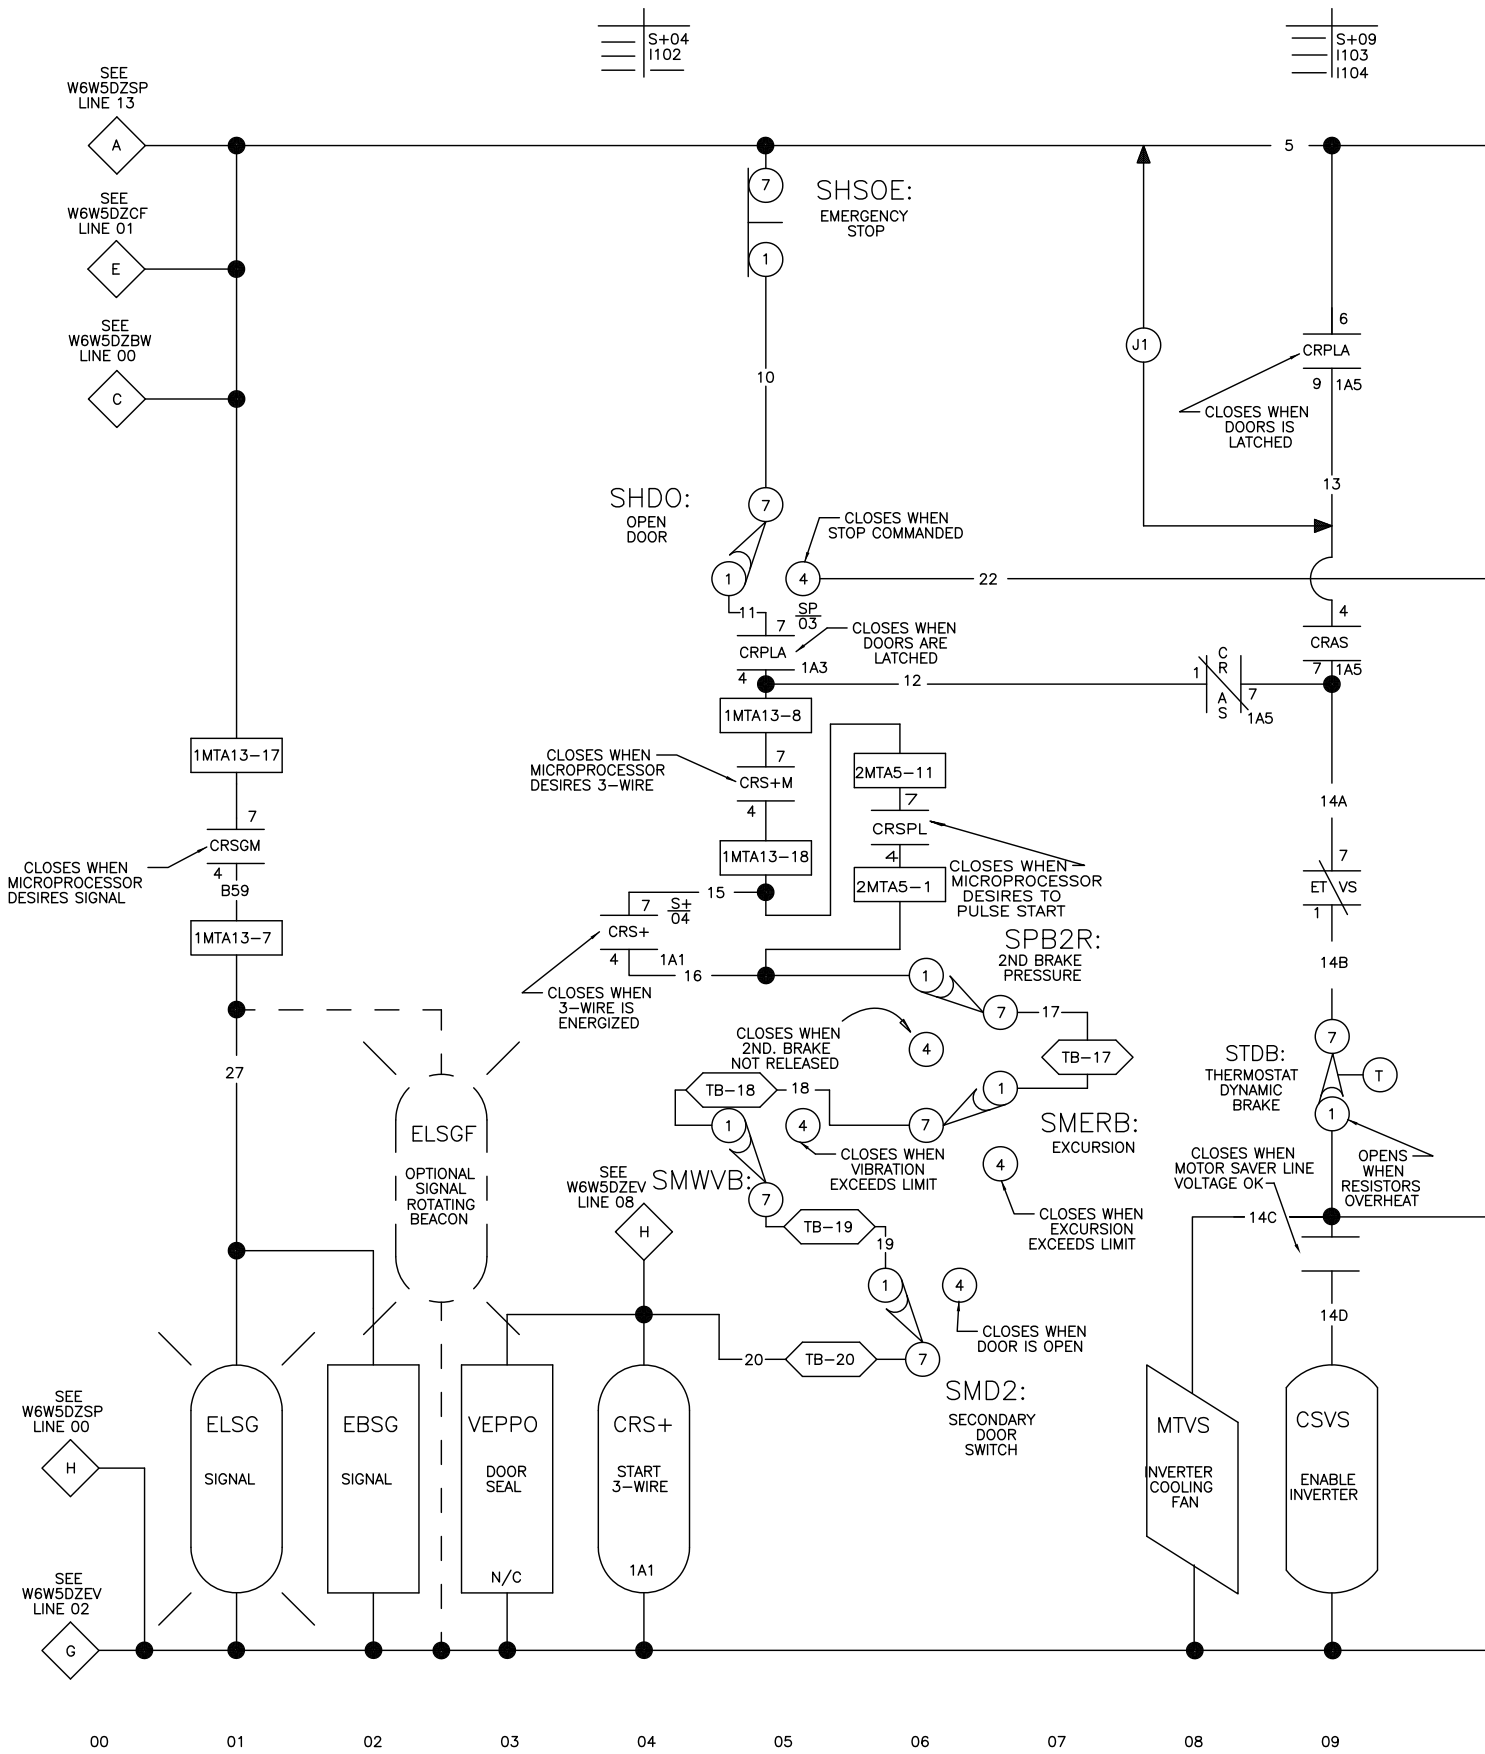 S+04
I102
S+09
I103
I104
SEE
W6W5DZSP
LINE 13
A
5
SEE
W6W5DZCF
LINE 01
E
7
SHSOE:
EMERGENCY
STOP
1
SEE
W6W5DZBW
LINE 00
C
J1
6
CRPLA
9
1A5
CLOSES WHEN
DOORS IS
LATCHED
10
13
SHDO:
OPEN
DOOR
7
CLOSES WHEN
STOP COMMANDED
1
4
22
11
SP
03
7
CRPLA
1A3
4
CLOSES WHEN
DOORS ARE
LATCHED
4
CRAS
7
1A5
12
1
C
R
A
S
7
1A5
1MTA13-8
1MTA13-17
CLOSES WHEN
MICROPROCESSOR
DESIRES 3-WIRE
7
CRS+M
4
2MTA5-11
7
CRSPL
4
2MTA5-1
14A
7
CRSGM
4
B59
CLOSES WHEN
MICROPROCESSOR
DESIRES SIGNAL
1MTA13-18
CLOSES WHEN
MICROPROCESSOR
DESIRES TO
PULSE START
7
ET VS
1
1MTA13-7
15
7
S+
04
CRS+
4
1A1
16
SPB2R:
2ND BRAKE
PRESSURE
1
7
17
14B
CLOSES WHEN
3-WIRE IS
ENERGIZED
CLOSES WHEN
2ND. BRAKE
NOT RELEASED
4
TB-17
7
STDB:
THERMOSTAT
DYNAMIC
BRAKE
T
1
27
TB-18
18
1
1
4
7
SMERB:
EXCURSION
ELSGF
OPTIONAL
SIGNAL
ROTATING
BEACON
CLOSES WHEN
VIBRATION
EXCEEDS LIMIT
4
CLOSES WHEN
MOTOR SAVER LINE
VOLTAGE OK
OPENS
WHEN
RESISTORS
OVERHEAT
SEE
W6W5DZEV
LINE 08
H
SMWVB:
7
TB-19
19
CLOSES WHEN
EXCURSION
EXCEEDS LIMIT
14C
1
4
CLOSES WHEN
DOOR IS OPEN
14D
20
TB-20
7
SMD2:
SECONDARY
DOOR
SWITCH
SEE
W6W5DZSP
LINE 00
H
ELSG
SIGNAL
EBSG
SIGNAL
VEPPO
DOOR
SEAL
N/C
CRS+
START
3-WIRE
1A1
MTVS
INVERTER
COOLING
FAN
CSVS
ENABLE
INVERTER
SEE
W6W5DZEV
LINE 02
G
00 01 02 03 04 05 06 07 08 09